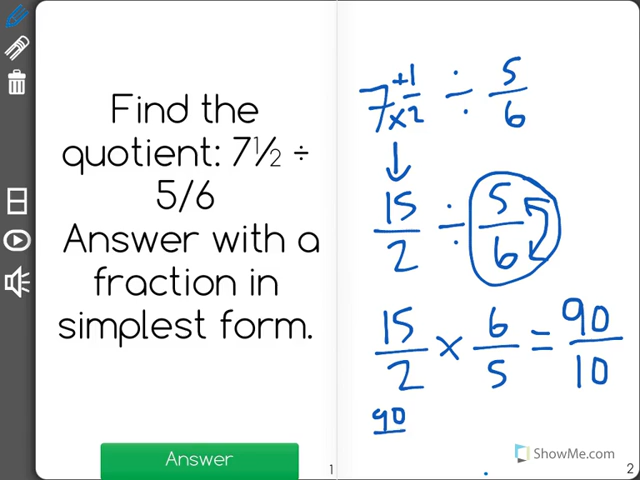 Find the
quotient: 7½ ÷
5/6
Answer with a
fraction in
simplest form.
Answer
1
7 +1/×2 ÷ 5/6
15/2 ÷ 5/6
15/2 × 6/5 = 90/10
90
ShowMe.com
2